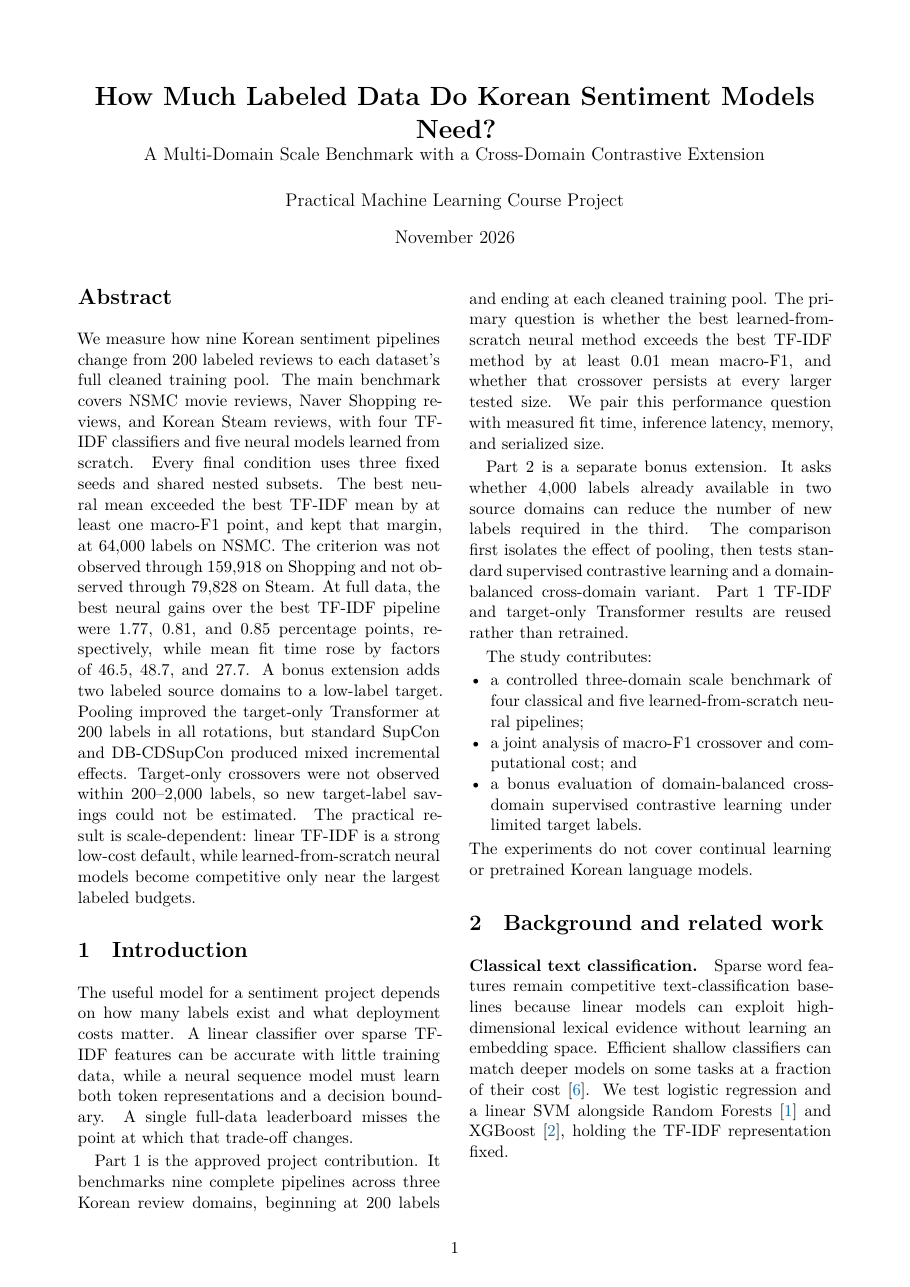 How Much Labeled Data Do Korean Sentiment Models
Need?
A Multi-Domain Scale Benchmark with a Cross-Domain Contrastive Extension
Practical Machine Learning Course Project
November 2026
Abstract
We measure how nine Korean sentiment pipelines
change from 200 labeled reviews to each dataset's
full cleaned training pool. The main benchmark
covers NSMC movie reviews, Naver Shopping re-
views, and Korean Steam reviews, with four TF-
IDF classifiers and five neural models learned from
scratch. Every final condition uses three fixed
seeds and shared nested subsets. The best neu-
ral mean exceeded the best TF-IDF mean by at
least one macro-F1 point, and kept that margin,
at 64,000 labels on NSMC. The criterion was not
observed through 159,918 on Shopping and not ob-
served through 79,828 on Steam. At full data, the
best neural gains over the best TF-IDF pipeline
were 1.77, 0.81, and 0.85 percentage points, re-
spectively, while mean fit time rose by factors
of 46.5, 48.7, and 27.7. A bonus extension adds
two labeled source domains to a low-label target.
Pooling improved the target-only Transformer at
200 labels in all rotations, but standard SupCon
and DB-CDSupCon produced mixed incremental
effects. Target-only crossovers were not observed
within 200–2,000 labels, so new target-label sav-
ings could not be estimated. The practical re-
sult is scale-dependent: linear TF-IDF is a strong
low-cost default, while learned-from-scratch neural
models become competitive only near the largest
labeled budgets.
1 Introduction
The useful model for a sentiment project depends
on how many labels exist and what deployment
costs matter. A linear classifier over sparse TF-
IDF features can be accurate with little training
data, while a neural sequence model must learn
both token representations and a decision bound-
ary. A single full-data leaderboard misses the
point at which that trade-off changes.
Part 1 is the approved project contribution. It
benchmarks nine complete pipelines across three
Korean review domains, beginning at 200 labels
and ending at each cleaned training pool. The pri-
mary question is whether the best learned-from-
scratch neural method exceeds the best TF-IDF
method by at least 0.01 mean macro-F1, and
whether that crossover persists at every larger
tested size. We pair this performance question
with measured fit time, inference latency, memory,
and serialized size.
Part 2 is a separate bonus extension. It asks
whether 4,000 labels already available in two
source domains can reduce the number of new
labels required in the third. The comparison
first isolates the effect of pooling, then tests stan-
dard supervised contrastive learning and a domain-
balanced cross-domain variant. Part 1 TF-IDF
and target-only Transformer results are reused
rather than retrained.
The study contributes:
• a controlled three-domain scale benchmark of
four classical and five learned-from-scratch neu-
ral pipelines;
• a joint analysis of macro-F1 crossover and com-
putational cost; and
• a bonus evaluation of domain-balanced cross-
domain supervised contrastive learning under
limited target labels.
The experiments do not cover continual learning
or pretrained Korean language models.
2 Background and related work
Classical text classification. Sparse word fea-
tures remain competitive text-classification base-
lines because linear models can exploit high-
dimensional lexical evidence without learning an
embedding space. Efficient shallow classifiers can
match deeper models on some tasks at a fraction
of their cost [6]. We test logistic regression and
a linear SVM alongside Random Forests [1] and
XGBoost [2], holding the TF-IDF representation
fixed.
1